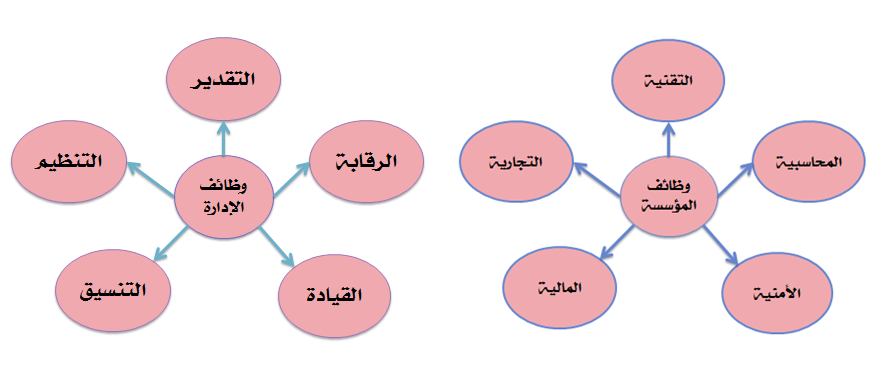 التقنية
المحاسبية
التجارية
وظائف
المؤسسة
الأمنية
المالية
التقدير
الرقابة
التنظيم
وظائف
الإدارة
القيادة
التنسيق